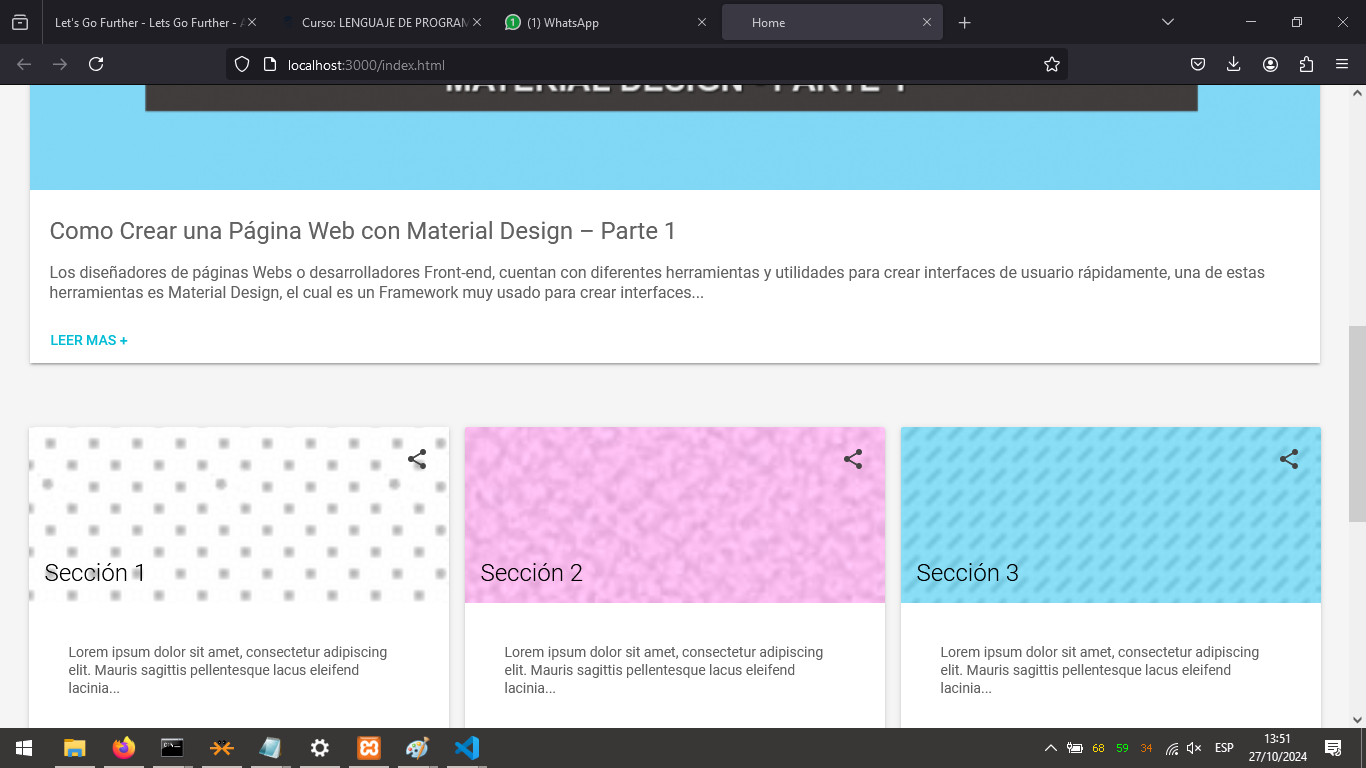 Let's Go Further - Lets Go Further - A
Curso: LENGUAJE DE PROGRAM
1 (1) WhatsApp
Home
localhost:3000/index.html
MATERIAL DESIGN - PARTE 1
Como Crear una Página Web con Material Design – Parte 1
Los diseñadores de páginas Webs o desarrolladores Front-end, cuentan con diferentes herramientas y utilidades para crear interfaces de usuario rápidamente, una de estas
herramientas es Material Design, el cual es un Framework muy usado para crear interfaces...
LEER MAS +
Sección 1
Sección 2
Sección 3
Lorem ipsum dolor sit amet, consectetur adipiscing
elit. Mauris sagittis pellentesque lacus eleifend
lacinia...
Lorem ipsum dolor sit amet, consectetur adipiscing
elit. Mauris sagittis pellentesque lacus eleifend
lacinia...
Lorem ipsum dolor sit amet, consectetur adipiscing
elit. Mauris sagittis pellentesque lacus eleifend
lacinia...
68 59 34 ESP
13:51
27/10/2024